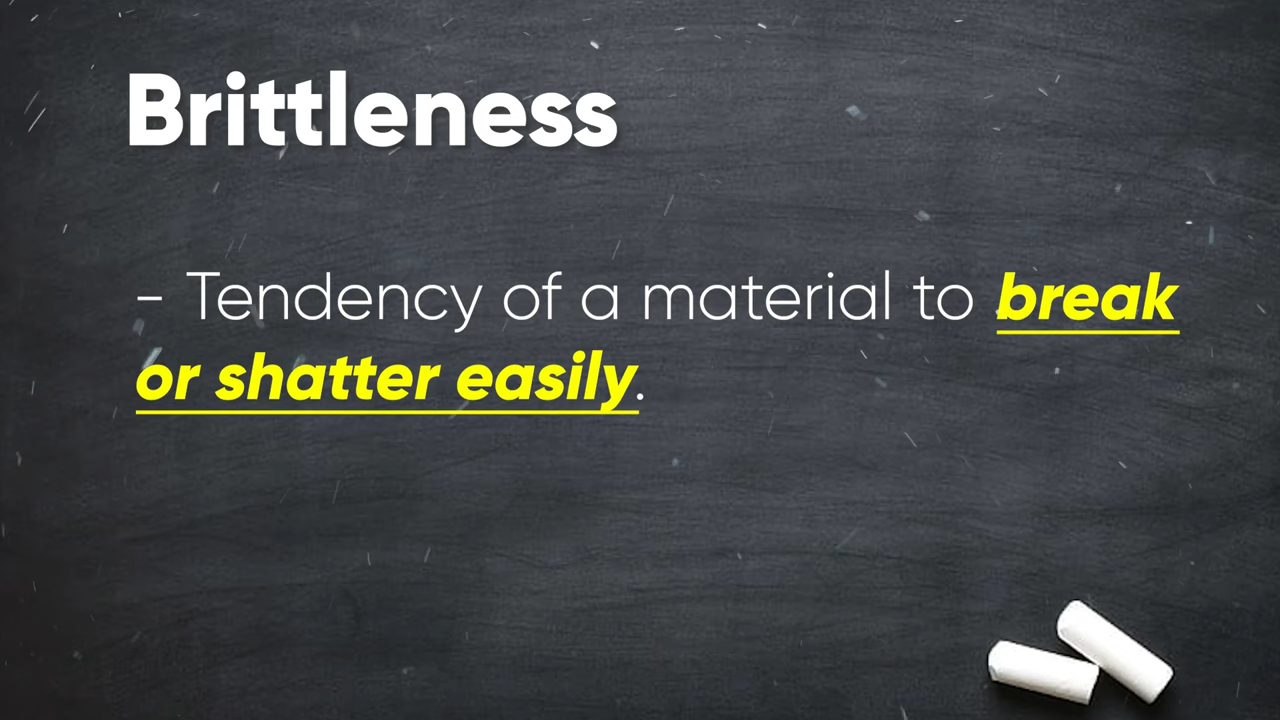 Brittleness
- Tendency of a material to break
or shatter easily.